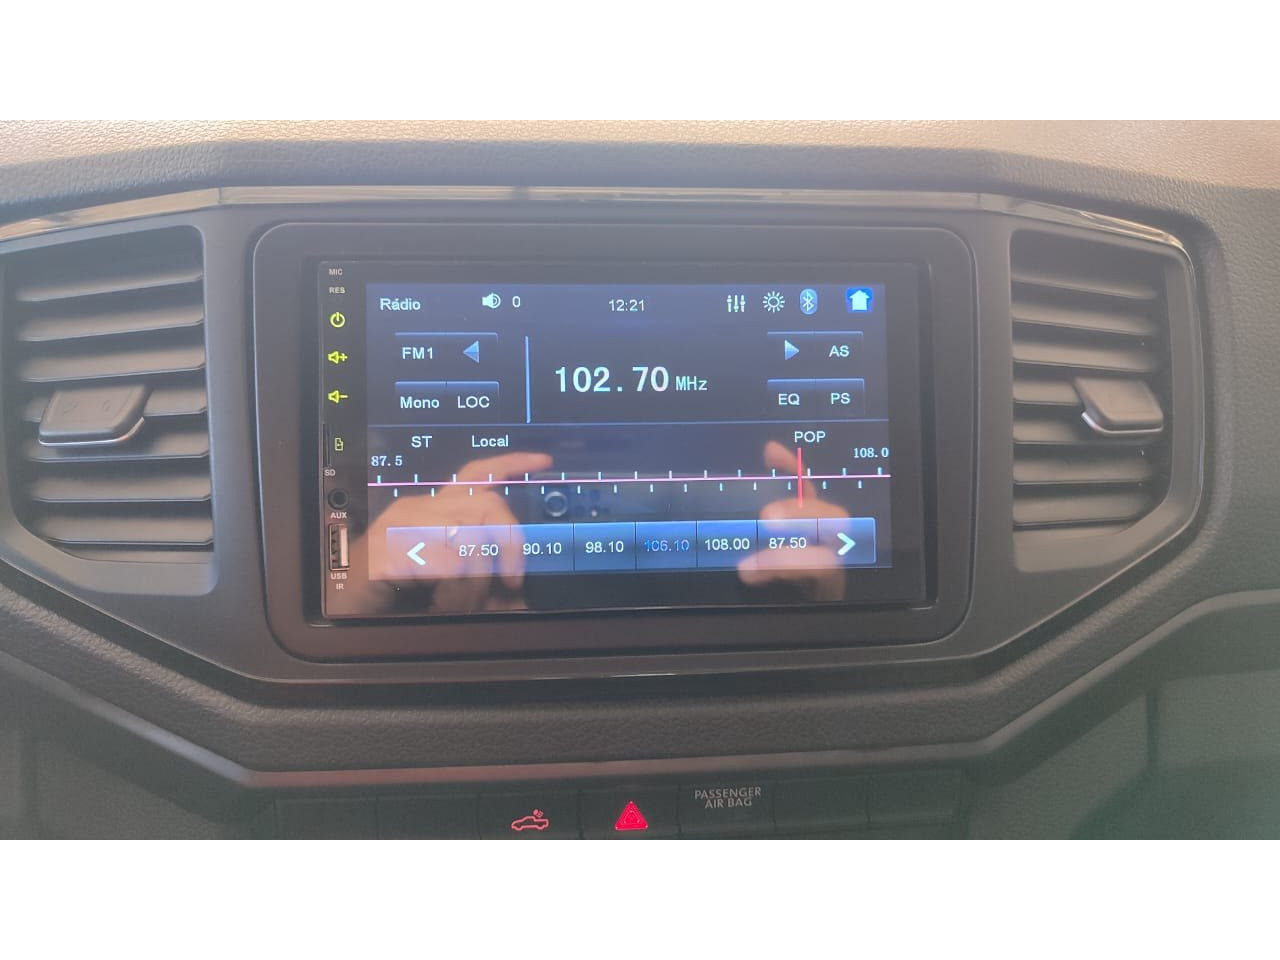 MIC
RES
Rádio 0 12:21
FM1 AS
102.70 MHz
Mono LOC EQ PS
ST Local POP
87.5 108.0
SD
AUX
87.50 90.10 98.10 106.10 108.00 87.50
USB
IR
PASSENGER
AIR BAG